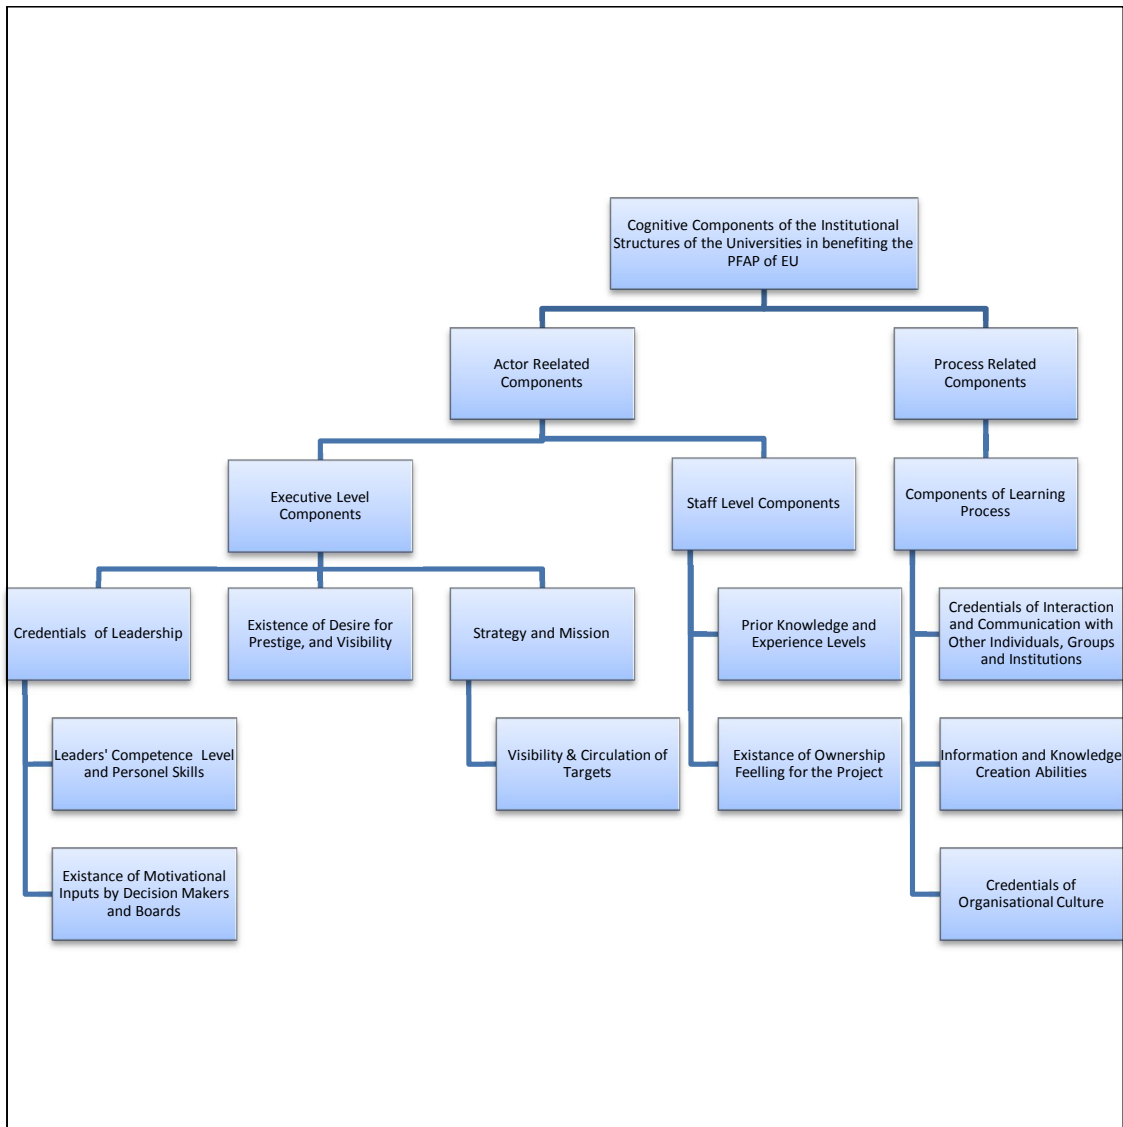 Cognitive Components of the Institutional
Structures of the Universities in benefiting the
PFAP of EU
Actor Reelated
Components
Process Related
Components
Executive Level
Components
Staff Level Components
Components of Learning
Process
Credentials of Leadership
Existence of Desire for
Prestige, and Visibility
Strategy and Mission
Prior Knowledge and
Experience Levels
Credentials of Interaction
and Communication with
Other Individuals, Groups
and Institutions
Leaders' Competence Level
and Personel Skills
Visibility & Circulation of
Targets
Existance of Ownership
Feelling for the Project
Information and Knowledge
Creation Abilities
Existance of Motivational
Inputs by Decision Makers
and Boards
Credentials of
Organisational Culture